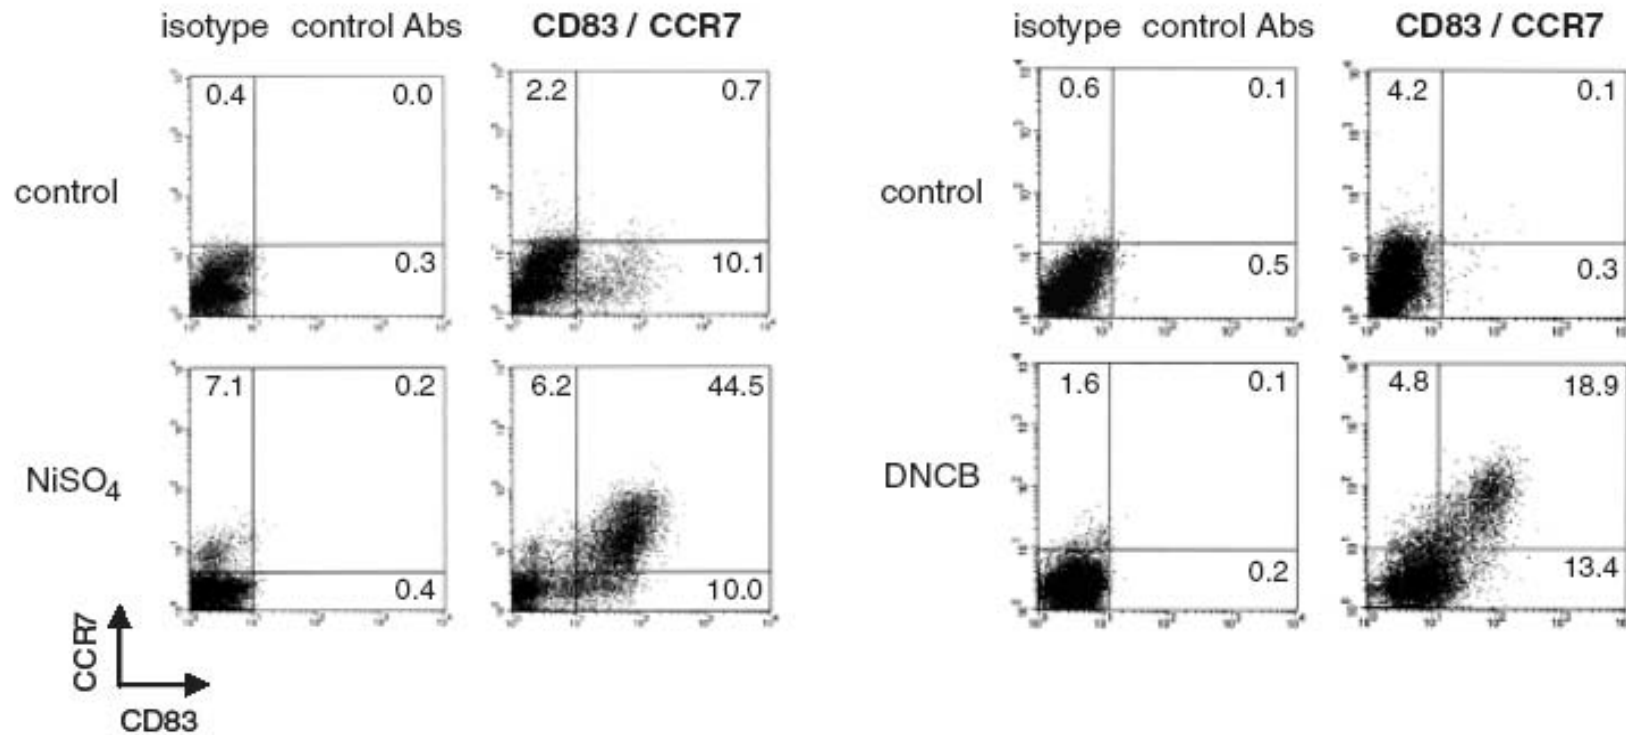 isotype control Abs CD83 / CCR7 isotype control Abs CD83 / CCR7
0.4 0.0 2.2 0.7 0.6 0.1 4.2 0.1
control control
0.3 10.1 0.5 0.3
7.1 0.2 6.2 44.5 1.6 0.1 4.8 18.9
NiSO₄ DNCB
0.4 10.0 0.2 13.4
CCR7
CD83